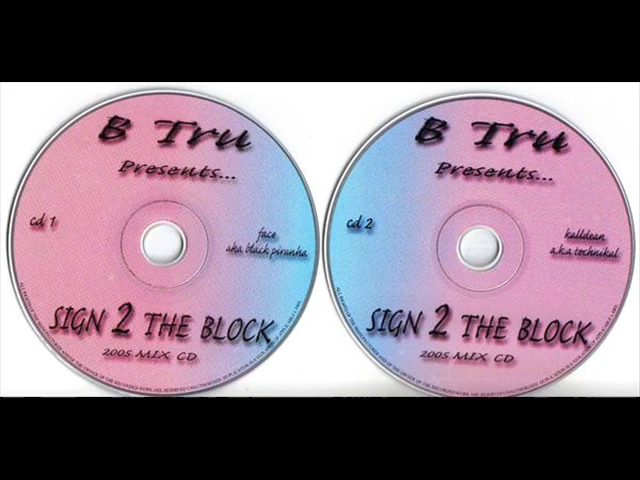 B Tru
Presents...
cd 1
face
aka black piranha
SIGN 2 THE BLOCK
2005 MIX CD
B Tru
Presents...
cd 2
kalldean
a.k.a technikal
SIGN 2 THE BLOCK
2005 MIX CD